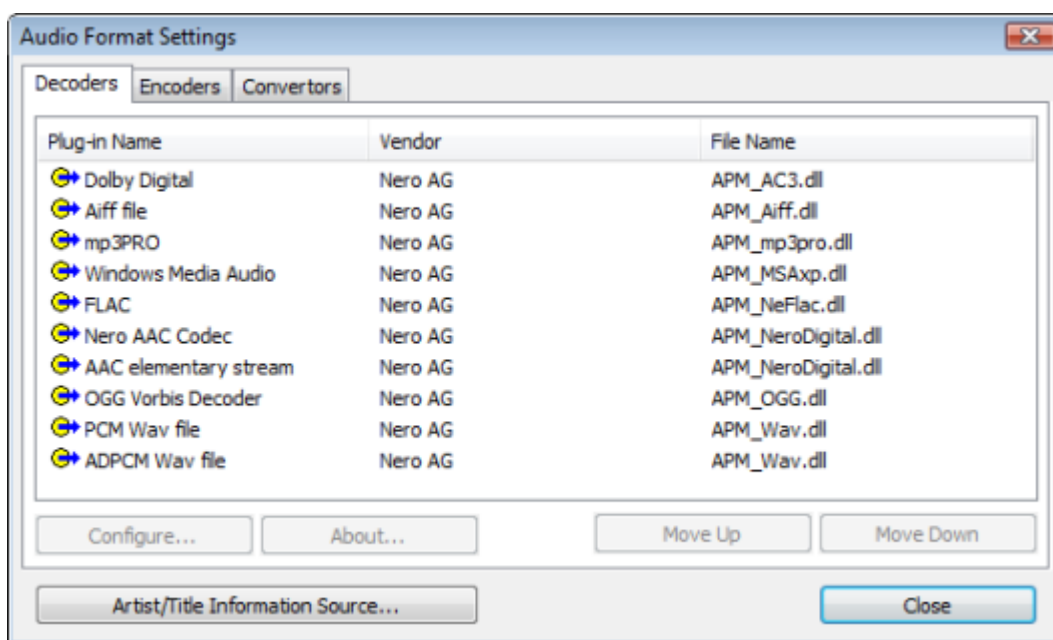 Audio Format Settings
Decoders Encoders Convertors
Plug-in Name Vendor File Name
Dolby Digital Nero AG APM_AC3.dll
Aiff file Nero AG APM_Aiff.dll
mp3PRO Nero AG APM_mp3pro.dll
Windows Media Audio Nero AG APM_MSAxp.dll
FLAC Nero AG APM_NeFlac.dll
Nero AAC Codec Nero AG APM_NeroDigital.dll
AAC elementary stream Nero AG APM_NeroDigital.dll
OGG Vorbis Decoder Nero AG APM_OGG.dll
PCM Wav file Nero AG APM_Wav.dll
ADPCM Wav file Nero AG APM_Wav.dll
Configure... About... Move Up Move Down
Artist/Title Information Source... Close